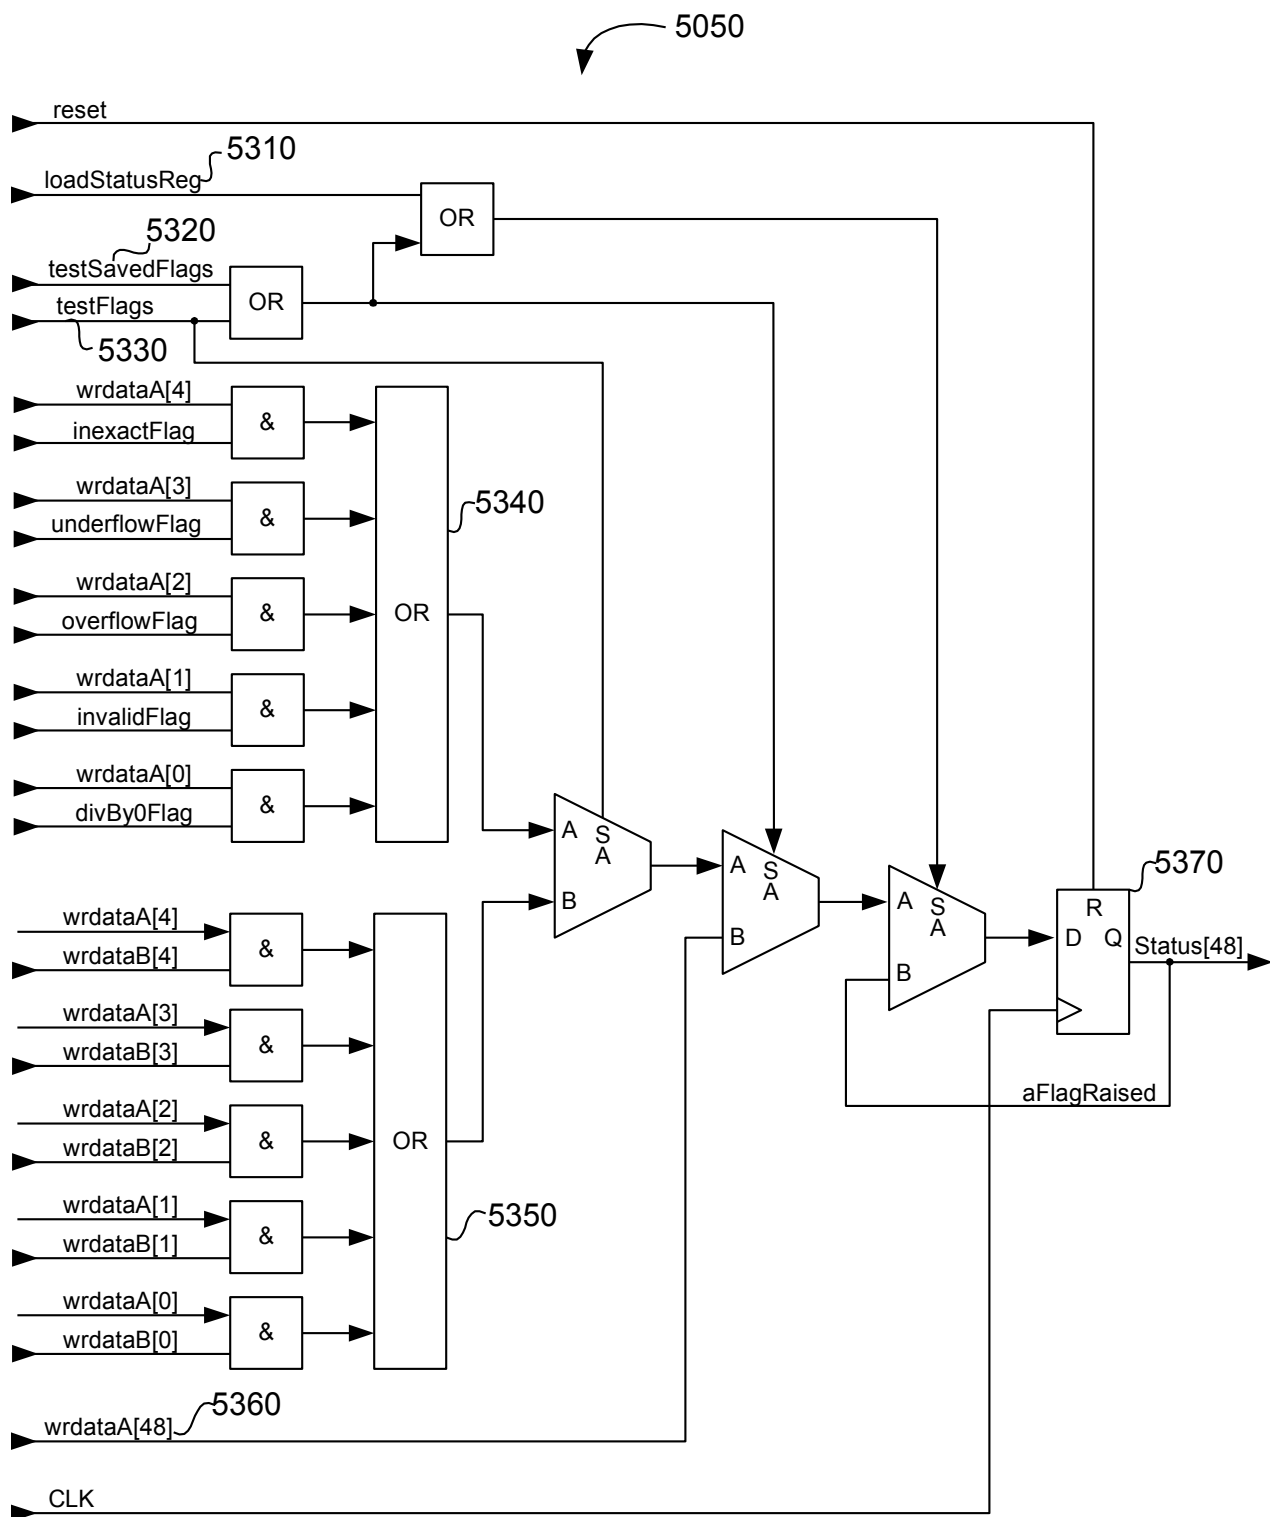 5050
reset
5310
loadStatusReg
OR
5320
testSavedFlags
testFlags
OR
5330
wrdataA[4]
inexactFlag
&
wrdataA[3]
underflowFlag
&
5340
wrdataA[2]
overflowFlag
&
OR
wrdataA[1]
invalidFlag
&
wrdataA[0]
divBy0Flag
&
A
S
A
B
A
S
A
B
A
S
A
B
5370
R
D
Q
Status[48]
aFlagRaised
wrdataA[4]
wrdataB[4]
&
wrdataA[3]
wrdataB[3]
&
wrdataA[2]
wrdataB[2]
&
OR
wrdataA[1]
wrdataB[1]
&
5350
wrdataA[0]
wrdataB[0]
&
5360
wrdataA[48]
CLK